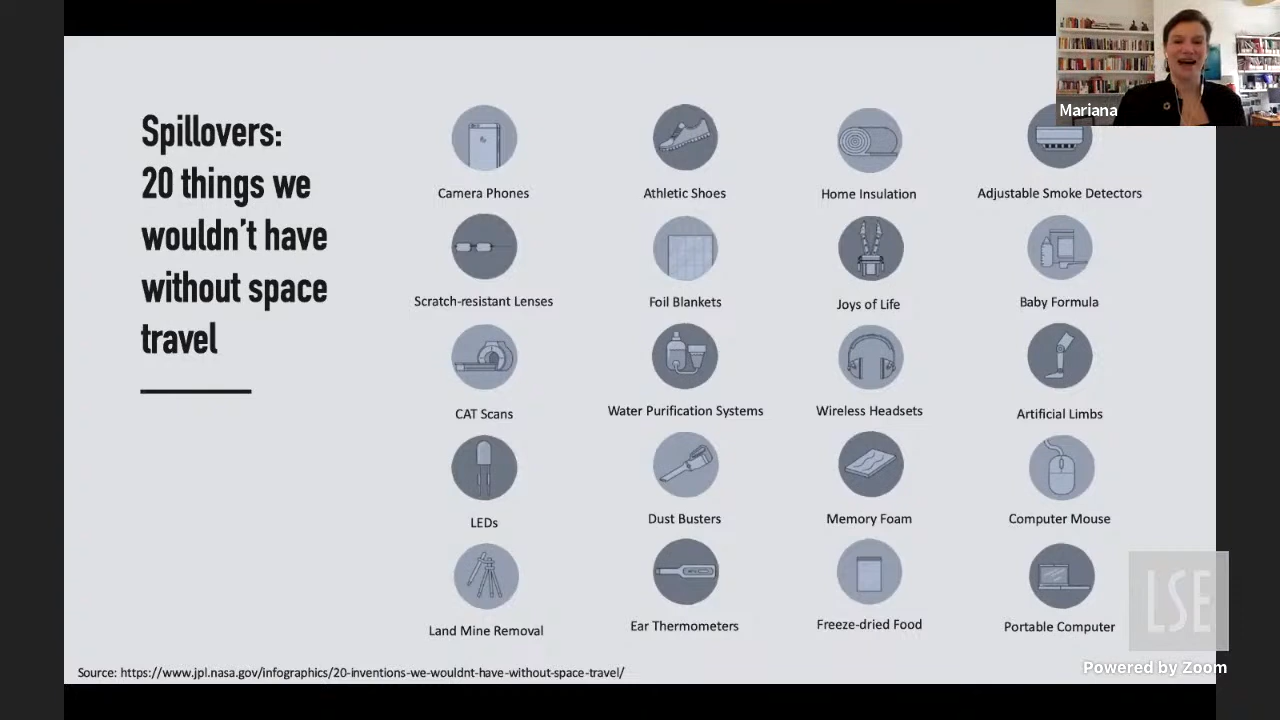 Mariana
Spillovers:
20 things we
wouldn't have
without space
travel
Camera Phones
Athletic Shoes
Home Insulation
Adjustable Smoke Detectors
Scratch-resistant Lenses
Foil Blankets
Joys of Life
Baby Formula
CAT Scans
Water Purification Systems
Wireless Headsets
Artificial Limbs
LEDs
Dust Busters
Memory Foam
Computer Mouse
Land Mine Removal
Ear Thermometers
Freeze-dried Food
Portable Computer
LSE
Powered by Zoom
Source: https://www.jpl.nasa.gov/infographics/20-inventions-we-wouldnt-have-without-space-travel/